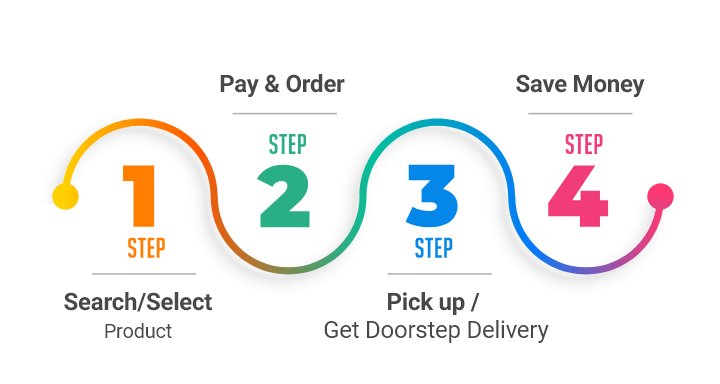 1
STEP
Search/Select
Product
Pay & Order
STEP
2
3
STEP
Pick up /
Get Doorstep Delivery
Save Money
STEP
4